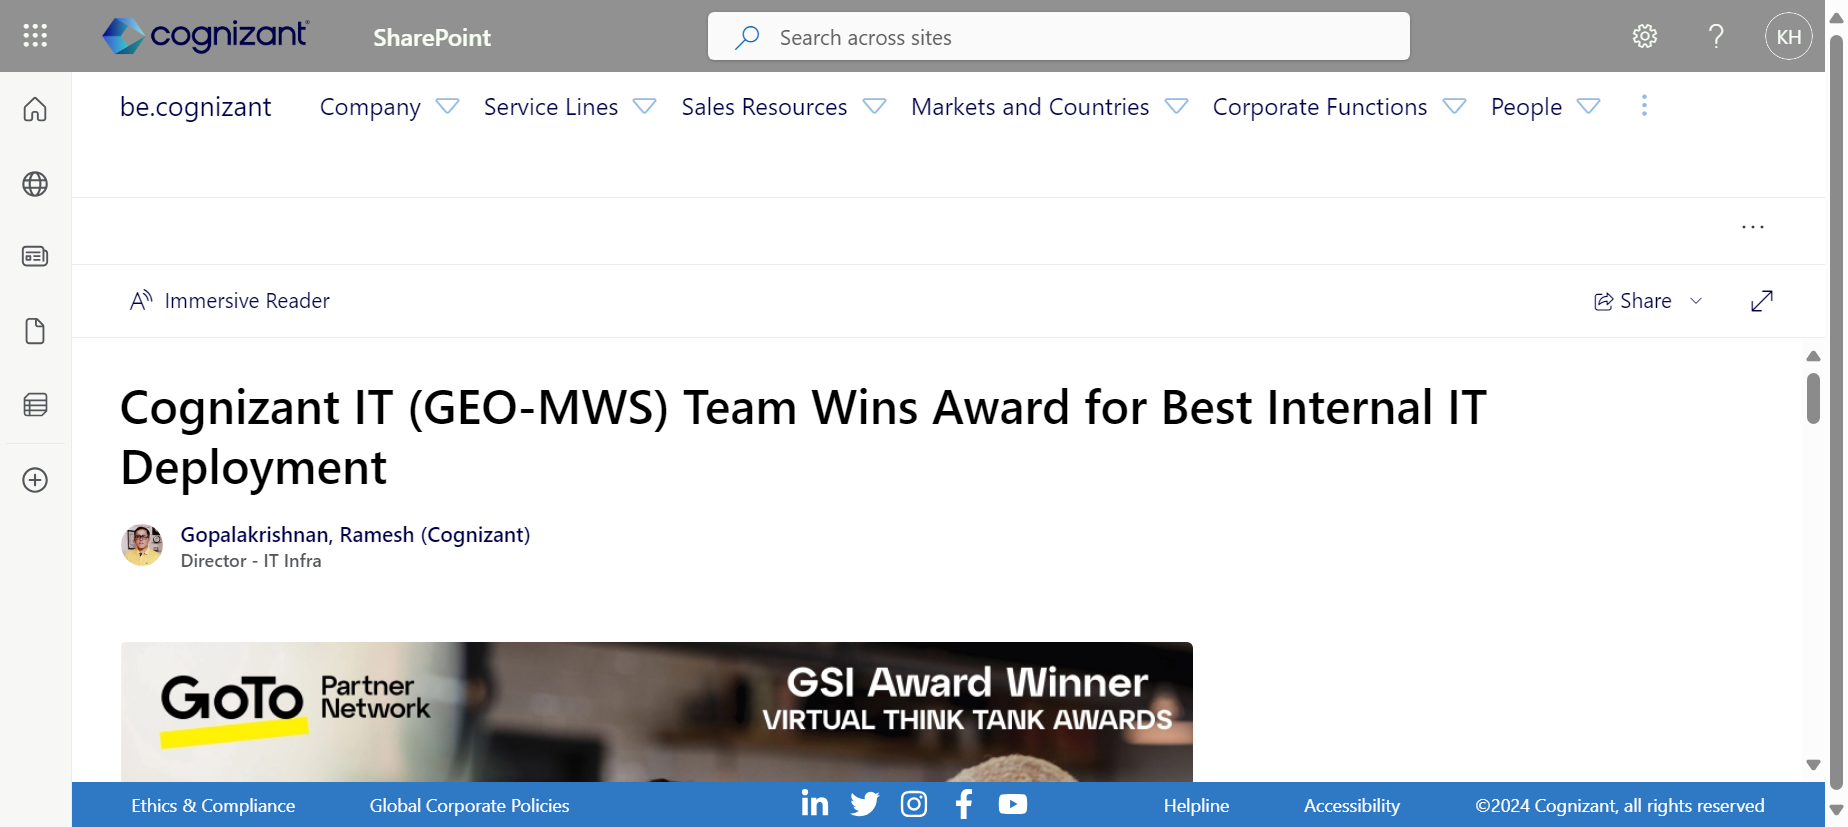 cognizant
SharePoint
Search across sites
?
KH
be.cognizant
Company
Service Lines
Sales Resources
Markets and Countries
Corporate Functions
People
Immersive Reader
Share
Cognizant IT (GEO-MWS) Team Wins Award for Best Internal IT
Deployment
Gopalakrishnan, Ramesh (Cognizant)
Director - IT Infra
GoTo
Partner
Network
GSI Award Winner
VIRTUAL THINK TANK AWARDS
Ethics & Compliance
Global Corporate Policies
Helpline
Accessibility
©2024 Cognizant, all rights reserved